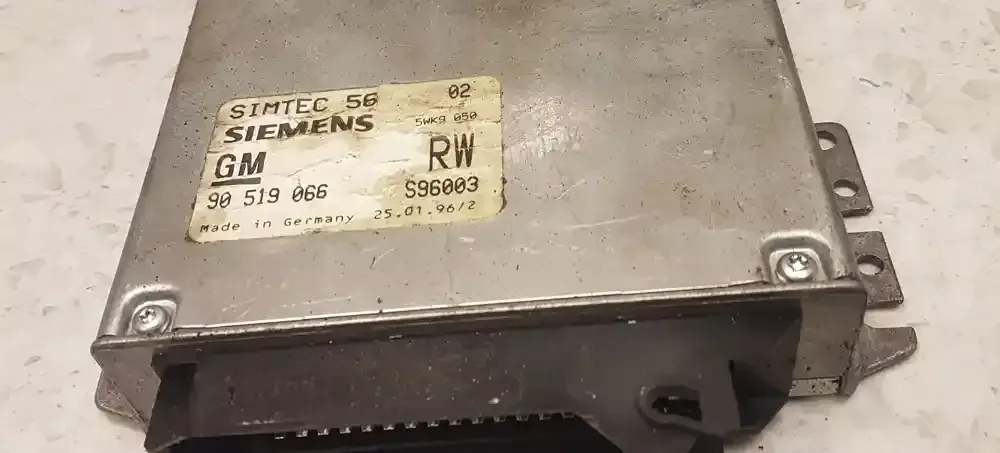 SIMTEC 56 02
SIEMENS 5WK9 050
GM RW
90 519 066 S96003
Made in Germany 25.01.96/2